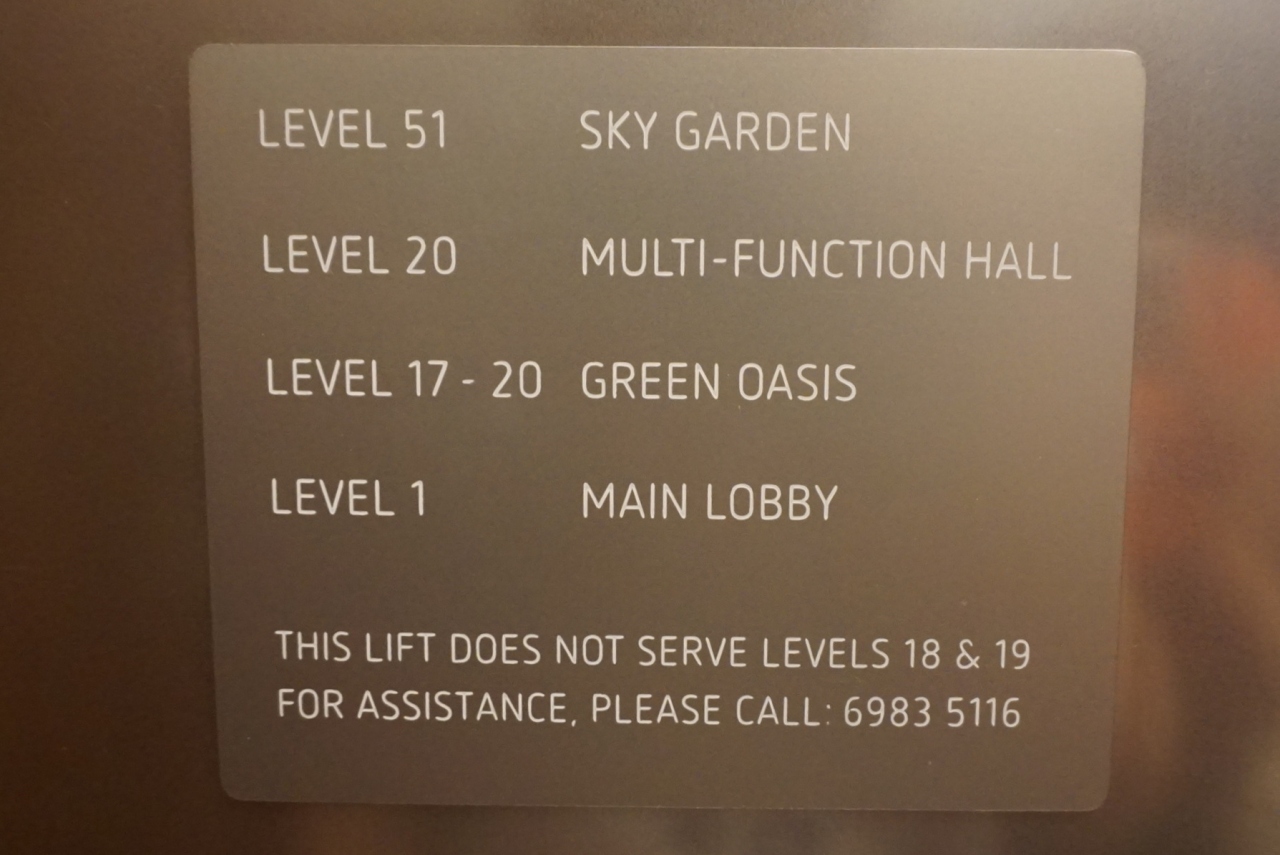 LEVEL 51 SKY GARDEN
LEVEL 20 MULTI-FUNCTION HALL
LEVEL 17 - 20 GREEN OASIS
LEVEL 1 MAIN LOBBY
THIS LIFT DOES NOT SERVE LEVELS 18 & 19
FOR ASSISTANCE, PLEASE CALL: 6983 5116